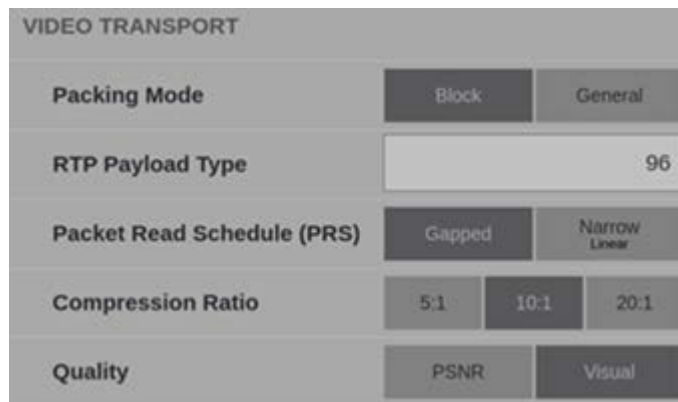 VIDEO TRANSPORT
Packing Mode Block General
RTP Payload Type 96
Packet Read Schedule (PRS) Gapped Narrow
Linear
Compression Ratio 5:1 10:1 20:1
Quality PSNR Visual